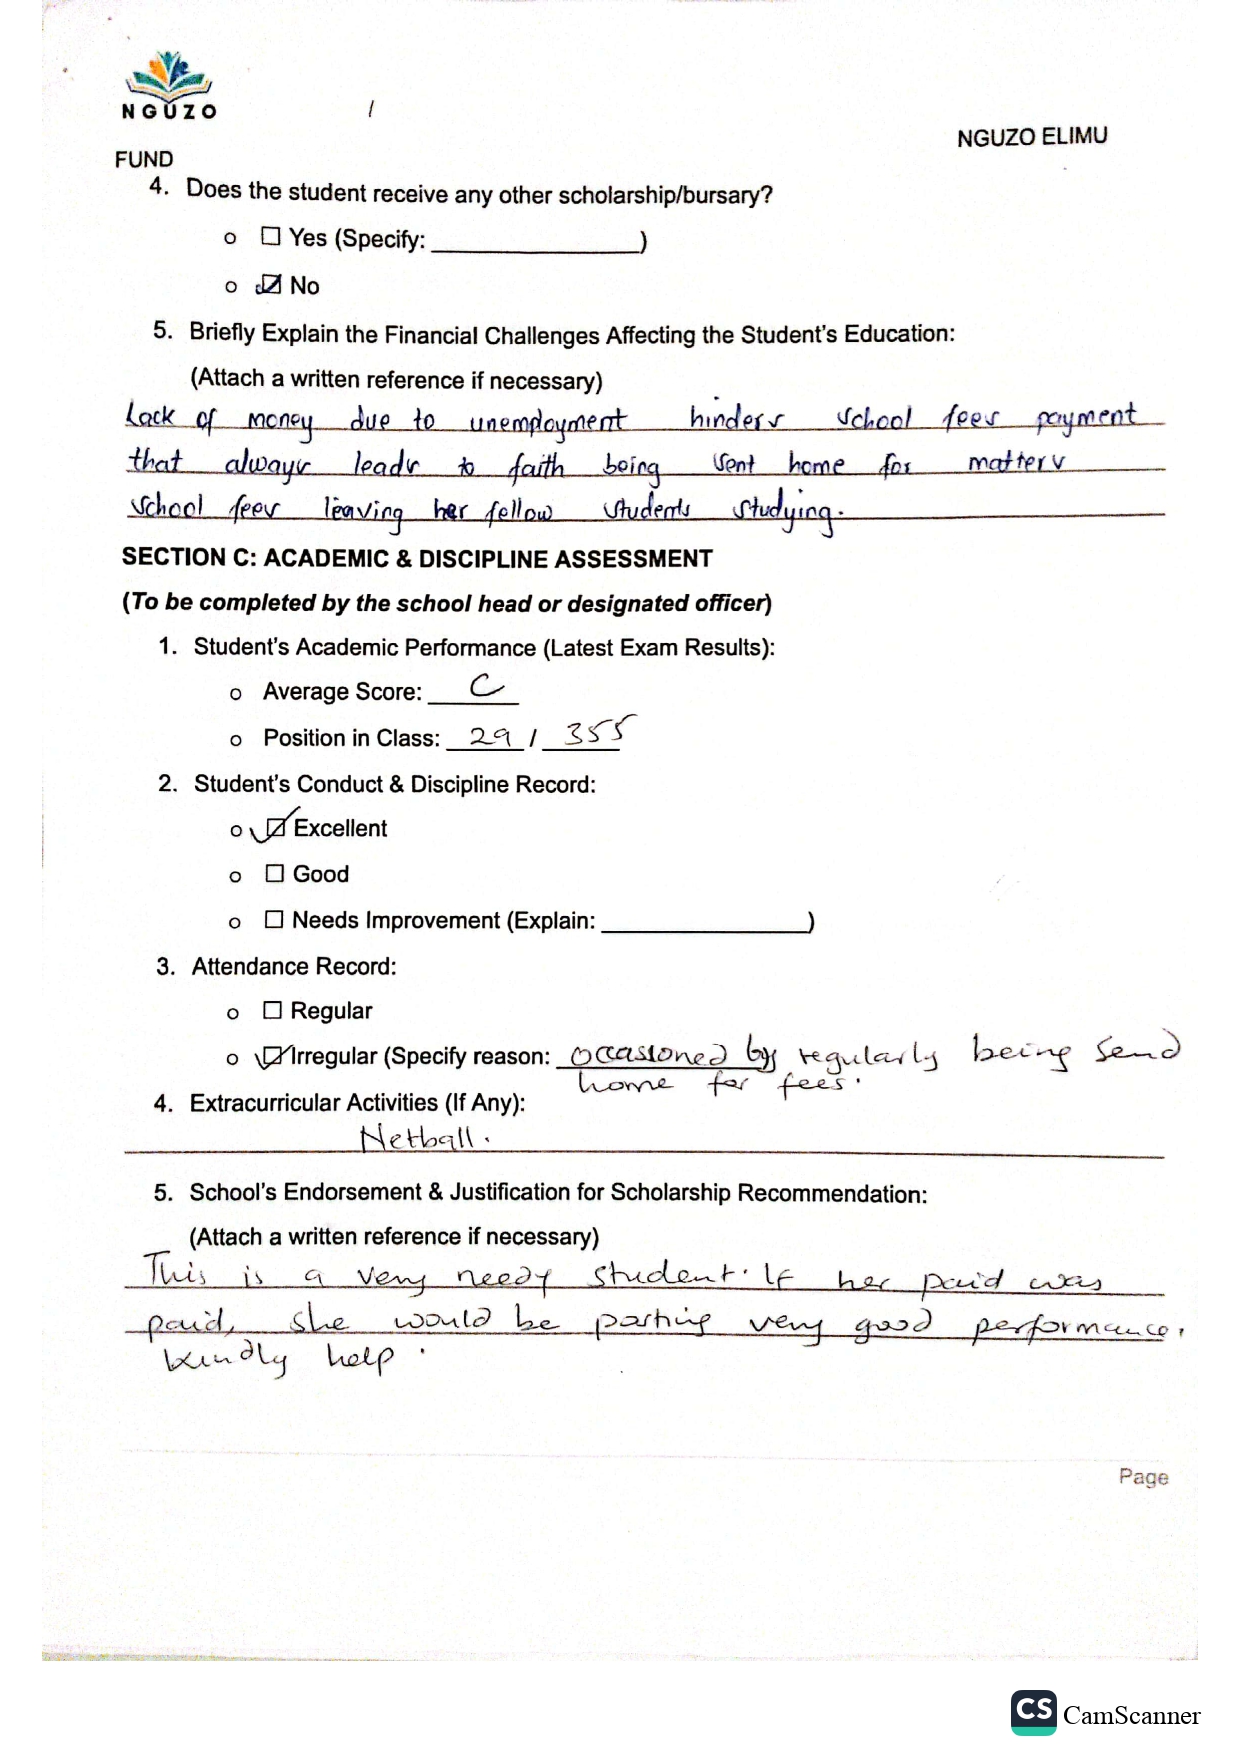 NGUZO
NGUZO ELIMU
FUND
4. Does the student receive any other scholarship/bursary?
o ☐ Yes (Specify: _______________)
o ☑ No
5. Briefly Explain the Financial Challenges Affecting the Student's Education:
(Attach a written reference if necessary)
Lack of money due to unemployment hinders school fees payment
that always leads to faith being sent home for matters
school fees leaving her fellow students studying.
SECTION C: ACADEMIC & DISCIPLINE ASSESSMENT
(To be completed by the school head or designated officer)
1. Student's Academic Performance (Latest Exam Results):
o Average Score: C
o Position in Class: 29 / 355
2. Student's Conduct & Discipline Record:
o ☑ Excellent
o ☐ Good
o ☐ Needs Improvement (Explain: _______________)
3. Attendance Record:
o ☐ Regular
o ☑ Irregular (Specify reason: occasioned by regularly being send
home for fees.
4. Extracurricular Activities (If Any):
Netball.
5. School's Endorsement & Justification for Scholarship Recommendation:
(Attach a written reference if necessary)
This is a very needy student. If her paid was
paid, she would be posting very good performance.
Kindly help.
Page
CS CamScanner